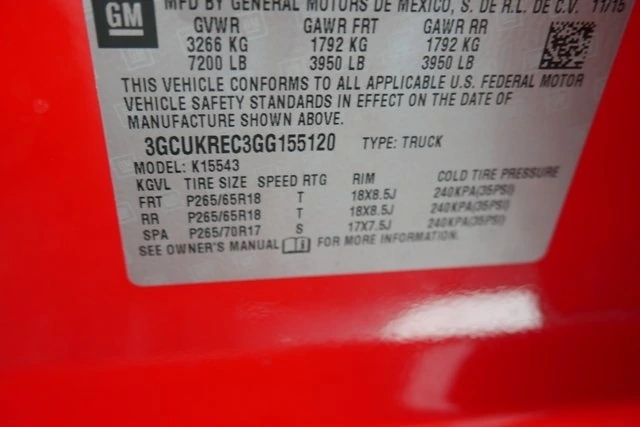 GM
MFD BY GENERAL MOTORS DE MEXICO, S. DE R.L. DE C.V. 11/15
GVWR GAWR FRT GAWR RR
3266 KG 1792 KG 1792 KG
7200 LB 3950 LB 3950 LB
THIS VEHICLE CONFORMS TO ALL APPLICABLE U.S. FEDERAL MOTOR
VEHICLE SAFETY STANDARDS IN EFFECT ON THE DATE OF
MANUFACTURE SHOWN ABOVE.
3GCUKREC3GG155120 TYPE: TRUCK
MODEL: K15543
KGVL TIRE SIZE SPEED RTG RIM COLD TIRE PRESSURE
FRT P265/65R18 T 18X8.5J 240KPA(35PSI)
RR P265/65R18 T 18X8.5J 240KPA(35PSI)
SPA P265/70R17 S 17X7.5J 240KPA(35PSI)
SEE OWNER'S MANUAL FOR MORE INFORMATION.